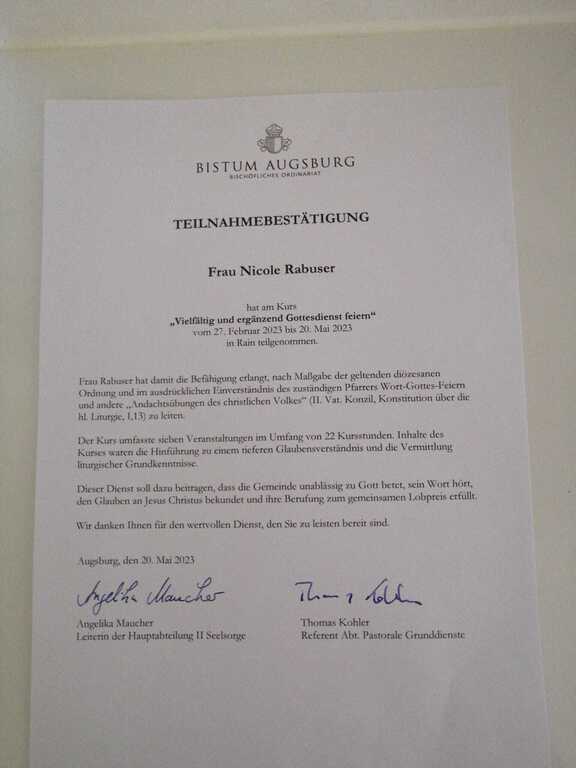 BISTUM AUGSBURG
BISCHÖFLICHES ORDINARIAT
TEILNAHMEBESTÄTIGUNG
Frau Nicole Rabuser
hat am Kurs
„Vielfältig und ergänzend Gottesdienst feiern“
vom 27. Februar 2023 bis 20. Mai 2023
in Rain teilgenommen.
Frau Rabuser hat damit die Befähigung erlangt, nach Maßgabe der geltenden diözesanen
Ordnung und im ausdrücklichen Einverständnis des zuständigen Pfarrers Wort-Gottes-Feiern
und andere „Andachtsübungen des christlichen Volkes“ (II. Vat. Konzil, Konstitution über die
hl. Liturgie, I,13) zu leiten.
Der Kurs umfasste sieben Veranstaltungen im Umfang von 22 Kursstunden. Inhalte des
Kurses waren die Hinführung zu einem tieferen Glaubensverständnis und die Vermittlung
liturgischer Grundkenntnisse.
Dieser Dienst soll dazu beitragen, dass die Gemeinde unablässig zu Gott betet, sein Wort hört,
den Glauben an Jesus Christus bekundet und ihre Berufung zum gemeinsamen Lobpreis erfüllt.
Wir danken Ihnen für den wertvollen Dienst, den Sie zu leisten bereit sind.
Augsburg, den 20. Mai 2023
Angelika Maucher
Angelika Maucher
Leiterin der Hauptabteilung II Seelsorge
Thomas Kohler
Referent Abt. Pastorale Grunddienste